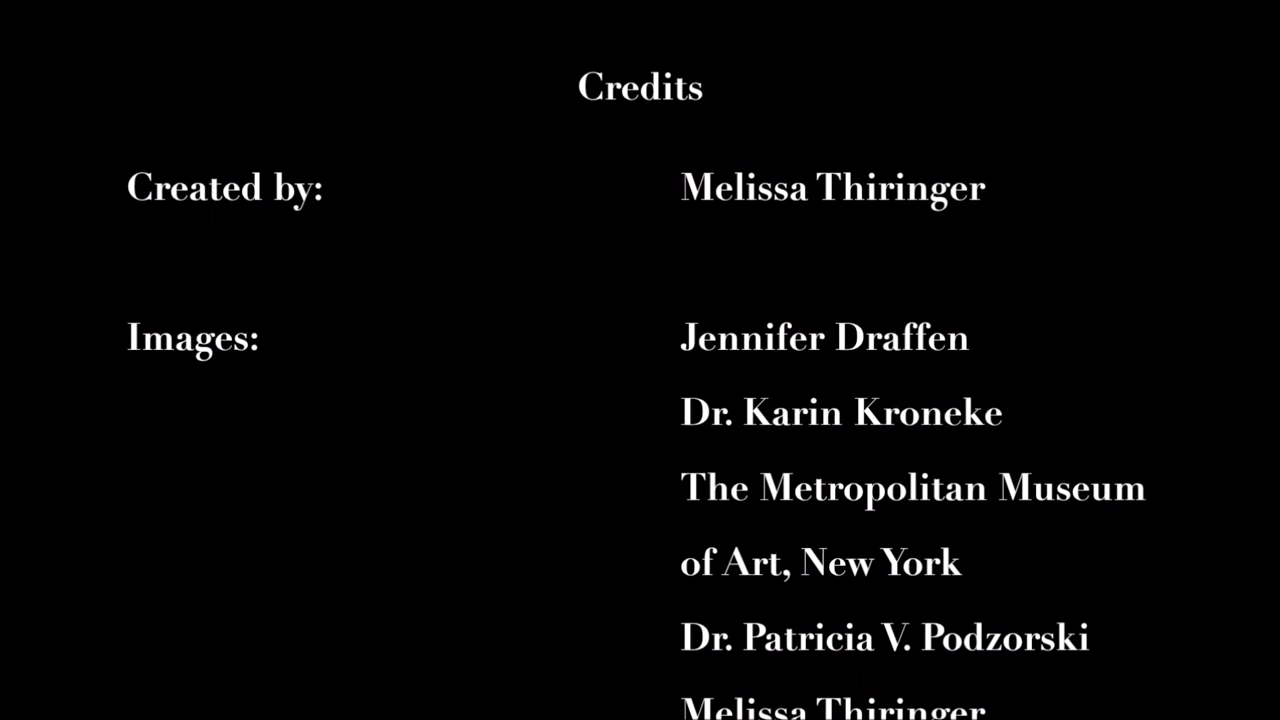 Credits
Created by: Melissa Thiringer
Images: Jennifer Draffen
Dr. Karin Kroneke
The Metropolitan Museum
of Art, New York
Dr. Patricia V. Podzorski
Melissa Thiringer